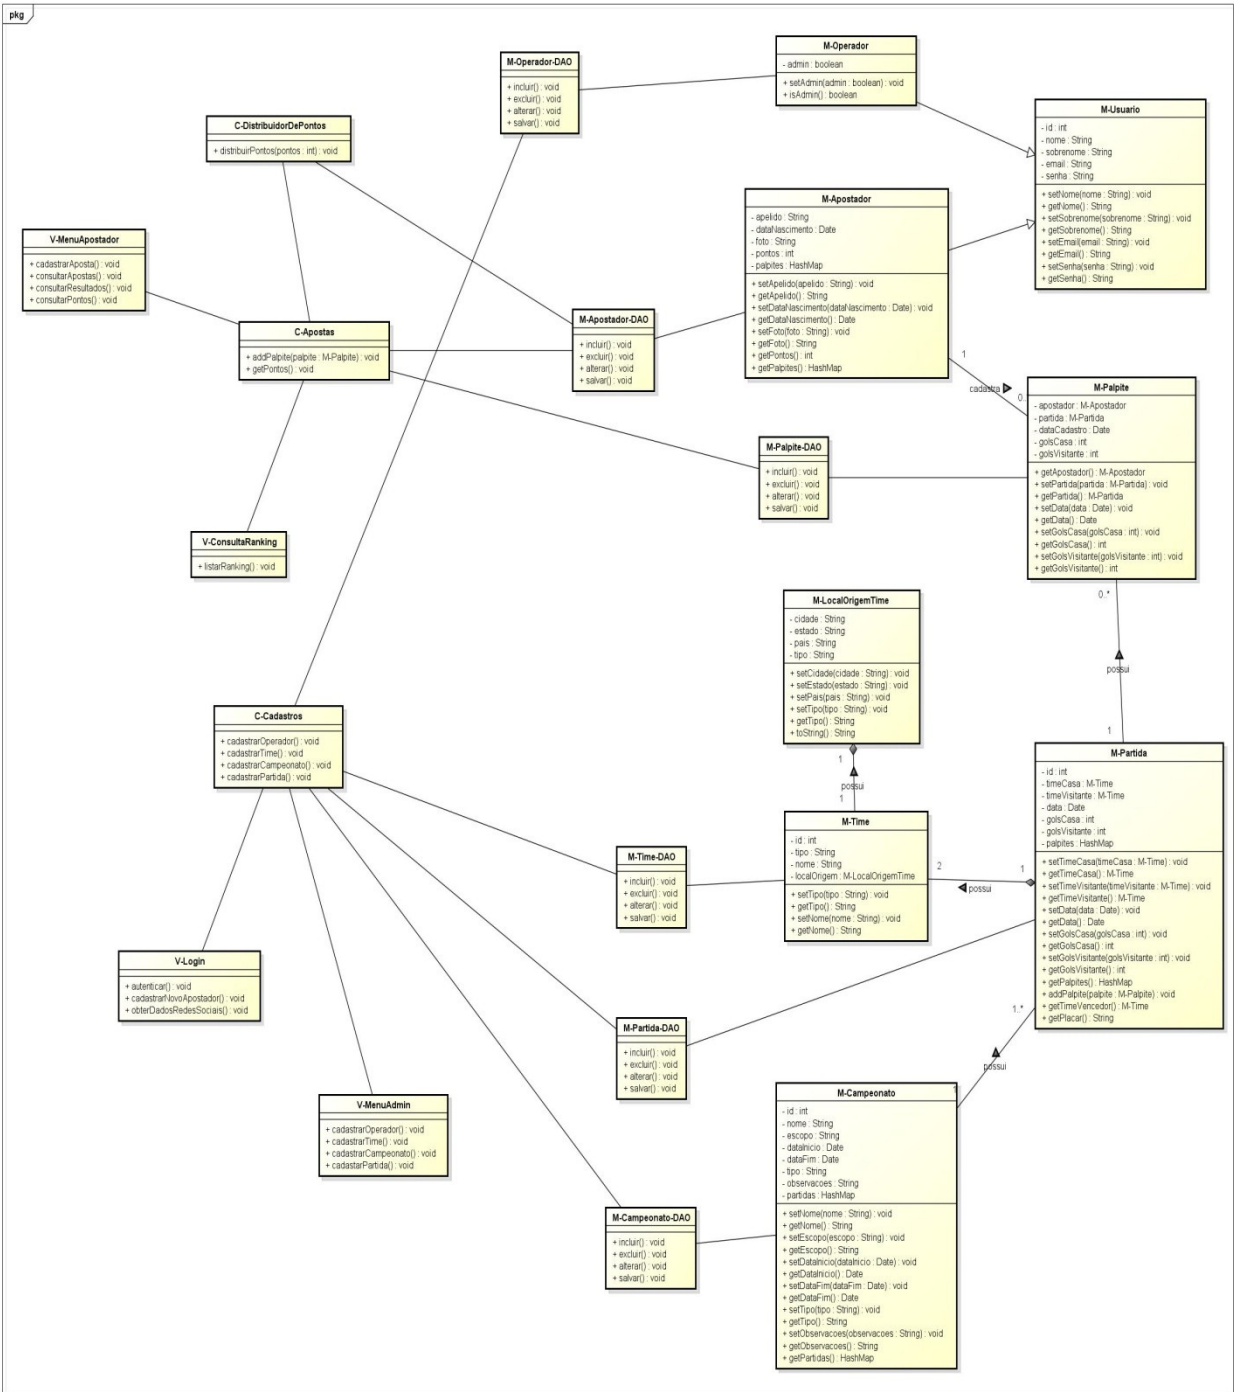 pkg
M-Operador-DAO
+ incluir() : void
+ excluir() : void
+ alterar() : void
+ salvar() : void
M-Operador
- admin : boolean
+ setAdmin(admin : boolean) : void
+ isAdmin() : boolean
M-Usuario
- id : int
- nome : String
- sobrenome : String
- email : String
- senha : String
+ setNome(nome : String) : void
+ getNome() : String
+ setSobrenome(sobrenome : String) : void
+ getSobrenome() : String
+ setEmail(email : String) : void
+ getEmail() : String
+ setSenha(senha : String) : void
+ getSenha() : String
C-DistribuidorDePontos
+ distribuirPontos(pontos : int) : void
M-Apostador
- apelido : String
- dataNascimento : Date
- foto : String
- pontos : int
- palpites : HashMap
+ setApelido(apelido : String) : void
+ getApelido() : String
+ setDataNascimento(dataNascimento : Date) : void
+ getDataNascimento() : Date
+ setFoto(foto : String) : void
+ getFoto() : String
+ getPontos() : int
+ getPalpites() : HashMap
V-MenuApostador
+ cadastrarAposta() : void
+ consultarApostas() : void
+ consultarResultados() : void
+ consultarPontos() : void
C-Apostas
+ addPalpite(palpite : M-Palpite) : void
+ getPontos() : void
M-Apostador-DAO
+ incluir() : void
+ excluir() : void
+ alterar() : void
+ salvar() : void
1
cadastra
0..
M-Palpite
- apostador : M-Apostador
- partida : M-Partida
- dataCadastro : Date
- golsCasa : int
- golsVisitante : int
+ getApostador() : M-Apostador
+ setPartida(partida : M-Partida) : void
+ getPartida() : M-Partida
+ setData(data : Date) : void
+ getData() : Date
+ setGolsCasa(golsCasa : int) : void
+ getGolsCasa() : int
+ setGolsVisitante(golsVisitante : int) : void
+ getGolsVisitante() : int
M-Palpite-DAO
+ incluir() : void
+ excluir() : void
+ alterar() : void
+ salvar() : void
V-ConsultaRanking
+ listarRanking() : void
0..*
possui
1
M-LocalOrigemTime
- cidade : String
- estado : String
- pais : String
- tipo : String
+ setCidade(cidade : String) : void
+ setEstado(estado : String) : void
+ setPais(pais : String) : void
+ setTipo(tipo : String) : void
+ getTipo() : String
+ toString() : String
1
possui
1
C-Cadastros
+ cadastrarOperador() : void
+ cadastrarTime() : void
+ cadastrarCampeonato() : void
+ cadastrarPartida() : void
M-Partida
- id : int
- timeCasa : M-Time
- timeVisitante : M-Time
- data : Date
- golsCasa : int
- golsVisitante : int
- palpites : HashMap
+ setTimeCasa(timeCasa : M-Time) : void
+ getTimeCasa() : M-Time
+ setTimeVisitante(timeVisitante : M-Time) : void
+ getTimeVisitante() : M-Time
+ setData(data : Date) : void
+ getData() : Date
+ setGolsCasa(golsCasa : int) : void
+ getGolsCasa() : int
+ setGolsVisitante(golsVisitante : int) : void
+ getGolsVisitante() : int
+ getPalpites() : HashMap
+ addPalpite(palpite : M-Palpite) : void
+ getTimeVencedor() : M-Time
+ getPlacar() : String
M-Time
- id : int
- tipo : String
- nome : String
- localOrigem : M-LocalOrigemTime
+ setTipo(tipo : String) : void
+ getTipo() : String
+ setNome(nome : String) : void
+ getNome() : String
2
1
possui
M-Time-DAO
+ incluir() : void
+ excluir() : void
+ alterar() : void
+ salvar() : void
V-Login
+ autenticar() : void
+ cadastrarNovoApostador() : void
+ obterDadosRedesSociais() : void
M-Partida-DAO
+ incluir() : void
+ excluir() : void
+ alterar() : void
+ salvar() : void
1..*
possui
1
V-MenuAdmin
+ cadastrarOperador() : void
+ cadastrarTime() : void
+ cadastrarCampeonato() : void
+ cadastarPartida() : void
M-Campeonato
- id : int
- nome : String
- escopo : String
- dataInicio : Date
- dataFim : Date
- tipo : String
- observacoes : String
- partidas : HashMap
+ setNome(nome : String) : void
+ getNome() : String
+ setEscopo(escopo : String) : void
+ getEscopo() : String
+ setDataInicio(dataInicio : Date) : void
+ getDataInicio() : Date
+ setDataFim(dataFim : Date) : void
+ getDataFim() : Date
+ setTipo(tipo : String) : void
+ getTipo() : String
+ setObservacoes(observacoes : String) : void
+ getObservacoes() : String
+ getPartidas() : HashMap
M-Campeonato-DAO
+ incluir() : void
+ excluir() : void
+ alterar() : void
+ salvar() : void